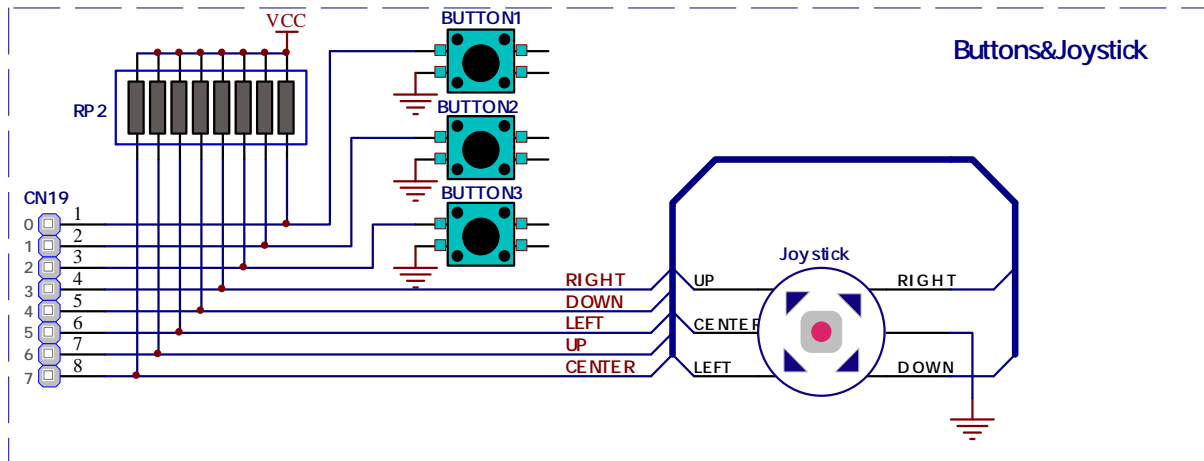 VCC
BUTTON1
Buttons&Joystick
RP2
BUTTON2
BUTTON3
CN19
0 1
1 2
2 3
3 4
4 5
5 6
6 7
7 8
RIGHT
DOWN
LEFT
UP
CENTER
Joystick
UP
RIGHT
CENTER
LEFT
DOWN